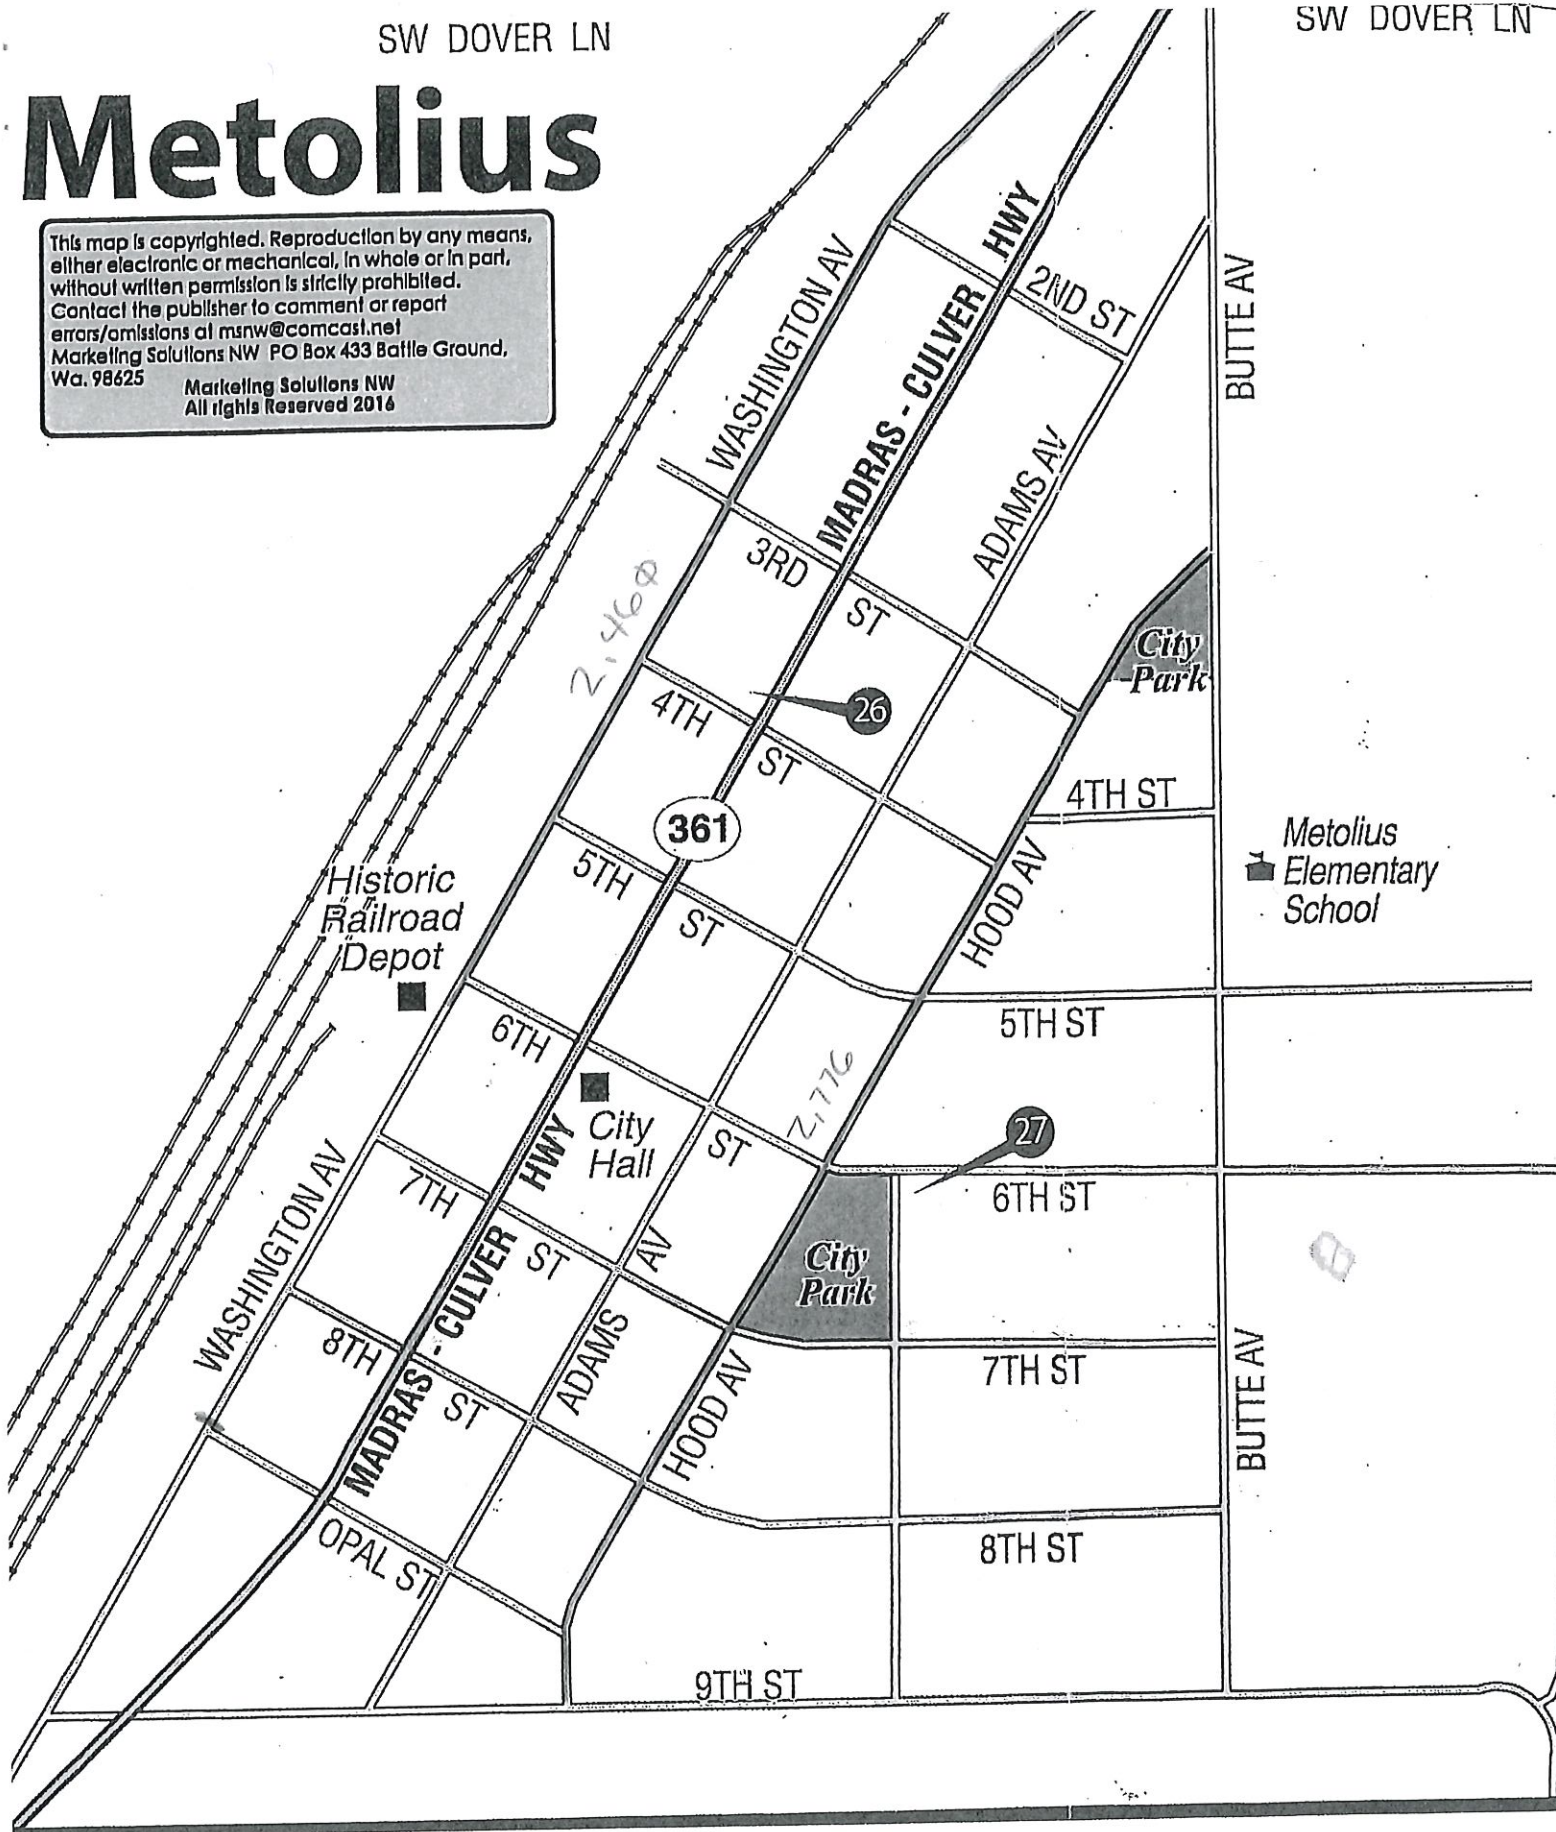 SW DOVER LN
SW DOVER LN
Metolius
This map is copyrighted. Reproduction by any means,
either electronic or mechanical, in whole or in part,
without written permission is strictly prohibited.
Contact the publisher to comment or report
errors/omissions at msnw@comcast.net
Marketing Solutions NW PO Box 433 Battle Ground,
Wa. 98625
Marketing Solutions NW
All rights Reserved 2016
WASHINGTON AV
MADRAS - CULVER HWY
2ND ST
BUTTE AV
ADAMS AV
3RD ST
2,460
City
Park
26
4TH ST
4TH ST
361
HOOD AV
Metolius
Elementary
School
5TH ST
Historic
Railroad
Depot
5TH ST
6TH ST
2,776
City
Hall
27
6TH ST
7TH ST
WASHINGTON AV
MADRAS - CULVER HWY
City
Park
ADAMS AV
8TH ST
HOOD AV
7TH ST
BUTTE AV
OPAL ST
8TH ST
9TH ST